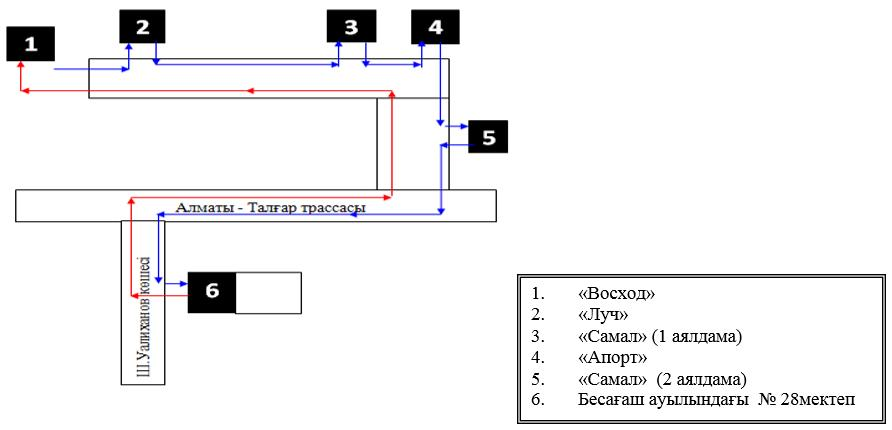 1
2
3
4
5
Алматы - Талғар трассасы
Ш.Уалиханов көшесі
6
1. «Восход»
2. «Луч»
3. «Самал» (1 аялдама)
4. «Апорт»
5. «Самал» (2 аялдама)
6. Бесағаш ауылындағы № 28мектеп